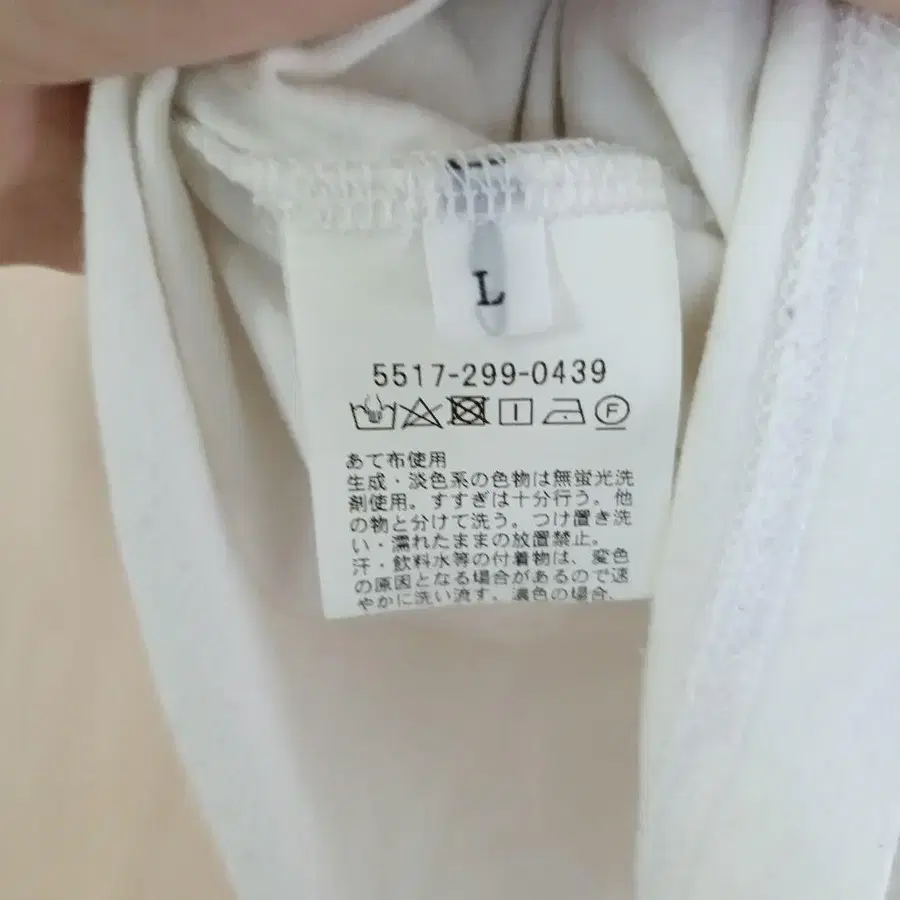 L
5517-299-0439
F
あて布使用
生成・淡色系の色物は無蛍光洗
剤使用。すすぎは十分行う。他
の物と分けて洗う。つけ置き洗
い・濡れたままの放置禁止。
汗・飲料水等の付着物は、変色
の原因となる場合があるので速
やかに洗い流す。濃色の場合、